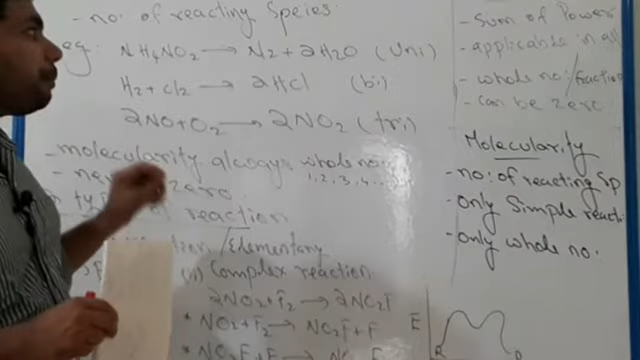 - no: of reacting Speies.
eg: NH4NO2 → N2 + 2H2O (Uni)
H2 + Cl2 → 2HCl (bi)
2NO + O2 → 2NO2 (tri)
- molecularity always whole no:
1, 2, 3, 4...
zero
of reaction
/Elementary
(ii) Complex reaction
2NO2 + F2 → 2NO2F
* NO2 + F2 → NO2F + F
* NO2F + F → F
E
R
P
- Sum of Power
- applicable in all
- whole no:/fraction
- can be zero
Molecularity
- no: of reacting Sp
- only Simple reacti
- only whole no.